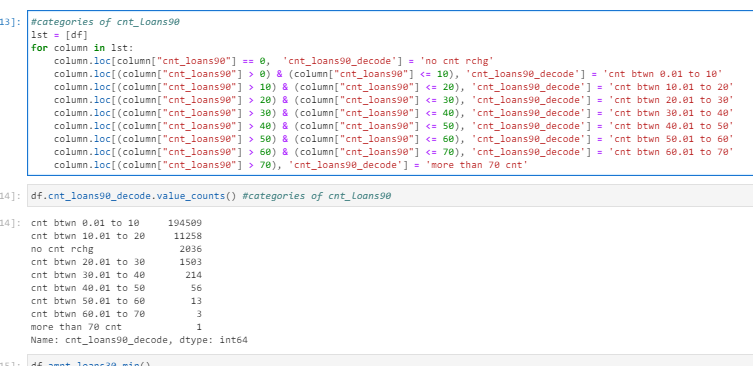 13]: #categories of cnt_loans90
lst = [df]
for column in lst:
    column.loc[column["cnt_loans90"] == 0,  'cnt_loans90_decode'] = 'no cnt rchg'
    column.loc[(column["cnt_loans90"] > 0) & (column["cnt_loans90"] <= 10), 'cnt_loans90_decode'] = 'cnt btwn 0.01 to 10'
    column.loc[(column["cnt_loans90"] > 10) & (column["cnt_loans90"] <= 20), 'cnt_loans90_decode'] = 'cnt btwn 10.01 to 20'
    column.loc[(column["cnt_loans90"] > 20) & (column["cnt_loans90"] <= 30), 'cnt_loans90_decode'] = 'cnt btwn 20.01 to 30'
    column.loc[(column["cnt_loans90"] > 30) & (column["cnt_loans90"] <= 40), 'cnt_loans90_decode'] = 'cnt btwn 30.01 to 40'
    column.loc[(column["cnt_loans90"] > 40) & (column["cnt_loans90"] <= 50), 'cnt_loans90_decode'] = 'cnt btwn 40.01 to 50'
    column.loc[(column["cnt_loans90"] > 50) & (column["cnt_loans90"] <= 60), 'cnt_loans90_decode'] = 'cnt btwn 50.01 to 60'
    column.loc[(column["cnt_loans90"] > 60) & (column["cnt_loans90"] <= 70), 'cnt_loans90_decode'] = 'cnt btwn 60.01 to 70'
    column.loc[(column["cnt_loans90"] > 70), 'cnt_loans90_decode'] = 'more than 70 cnt'
14]: df.cnt_loans90_decode.value_counts() #categories of cnt_loans90
14]: cnt btwn 0.01 to 10     194509
cnt btwn 10.01 to 20     11258
no cnt rchg               2036
cnt btwn 20.01 to 30      1503
cnt btwn 30.01 to 40       214
cnt btwn 40.01 to 50        56
cnt btwn 50.01 to 60        13
cnt btwn 60.01 to 70         3
more than 70 cnt             1
Name: cnt_loans90_decode, dtype: int64
15]: df.amnt_loans30.min()